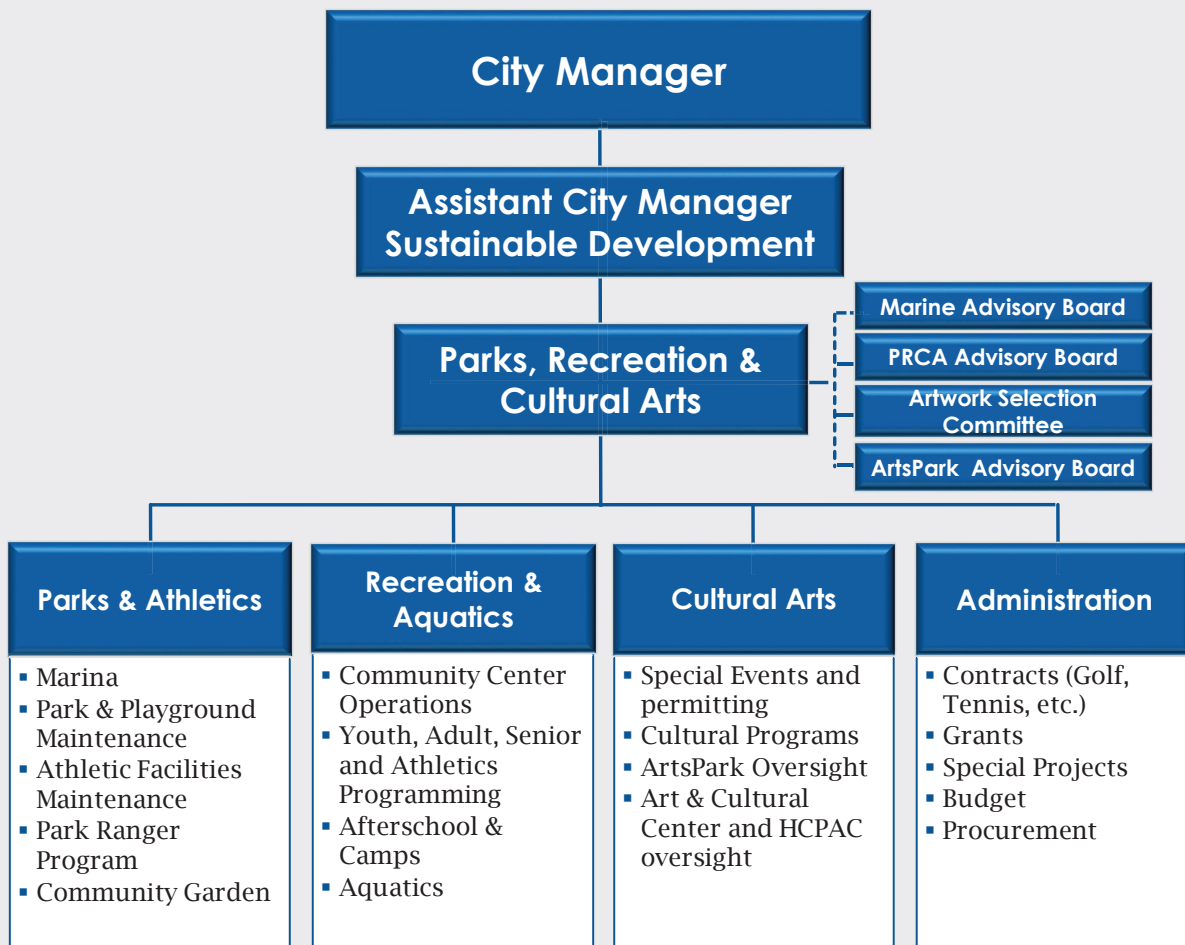 City Manager
Assistant City Manager
Sustainable Development
Parks, Recreation &
Cultural Arts
Marine Advisory Board
PRCA Advisory Board
Artwork Selection
Committee
ArtsPark Advisory Board
Parks & Athletics
▪ Marina
▪ Park & Playground
Maintenance
▪ Athletic Facilities
Maintenance
▪ Park Ranger
Program
▪ Community Garden
Recreation &
Aquatics
▪ Community Center
Operations
▪ Youth, Adult, Senior
and Athletics
Programming
▪ Afterschool &
Camps
▪ Aquatics
Cultural Arts
▪ Special Events and
permitting
▪ Cultural Programs
▪ ArtsPark Oversight
▪ Art & Cultural
Center and HCPAC
oversight
Administration
▪ Contracts (Golf,
Tennis, etc.)
▪ Grants
▪ Special Projects
▪ Budget
▪ Procurement